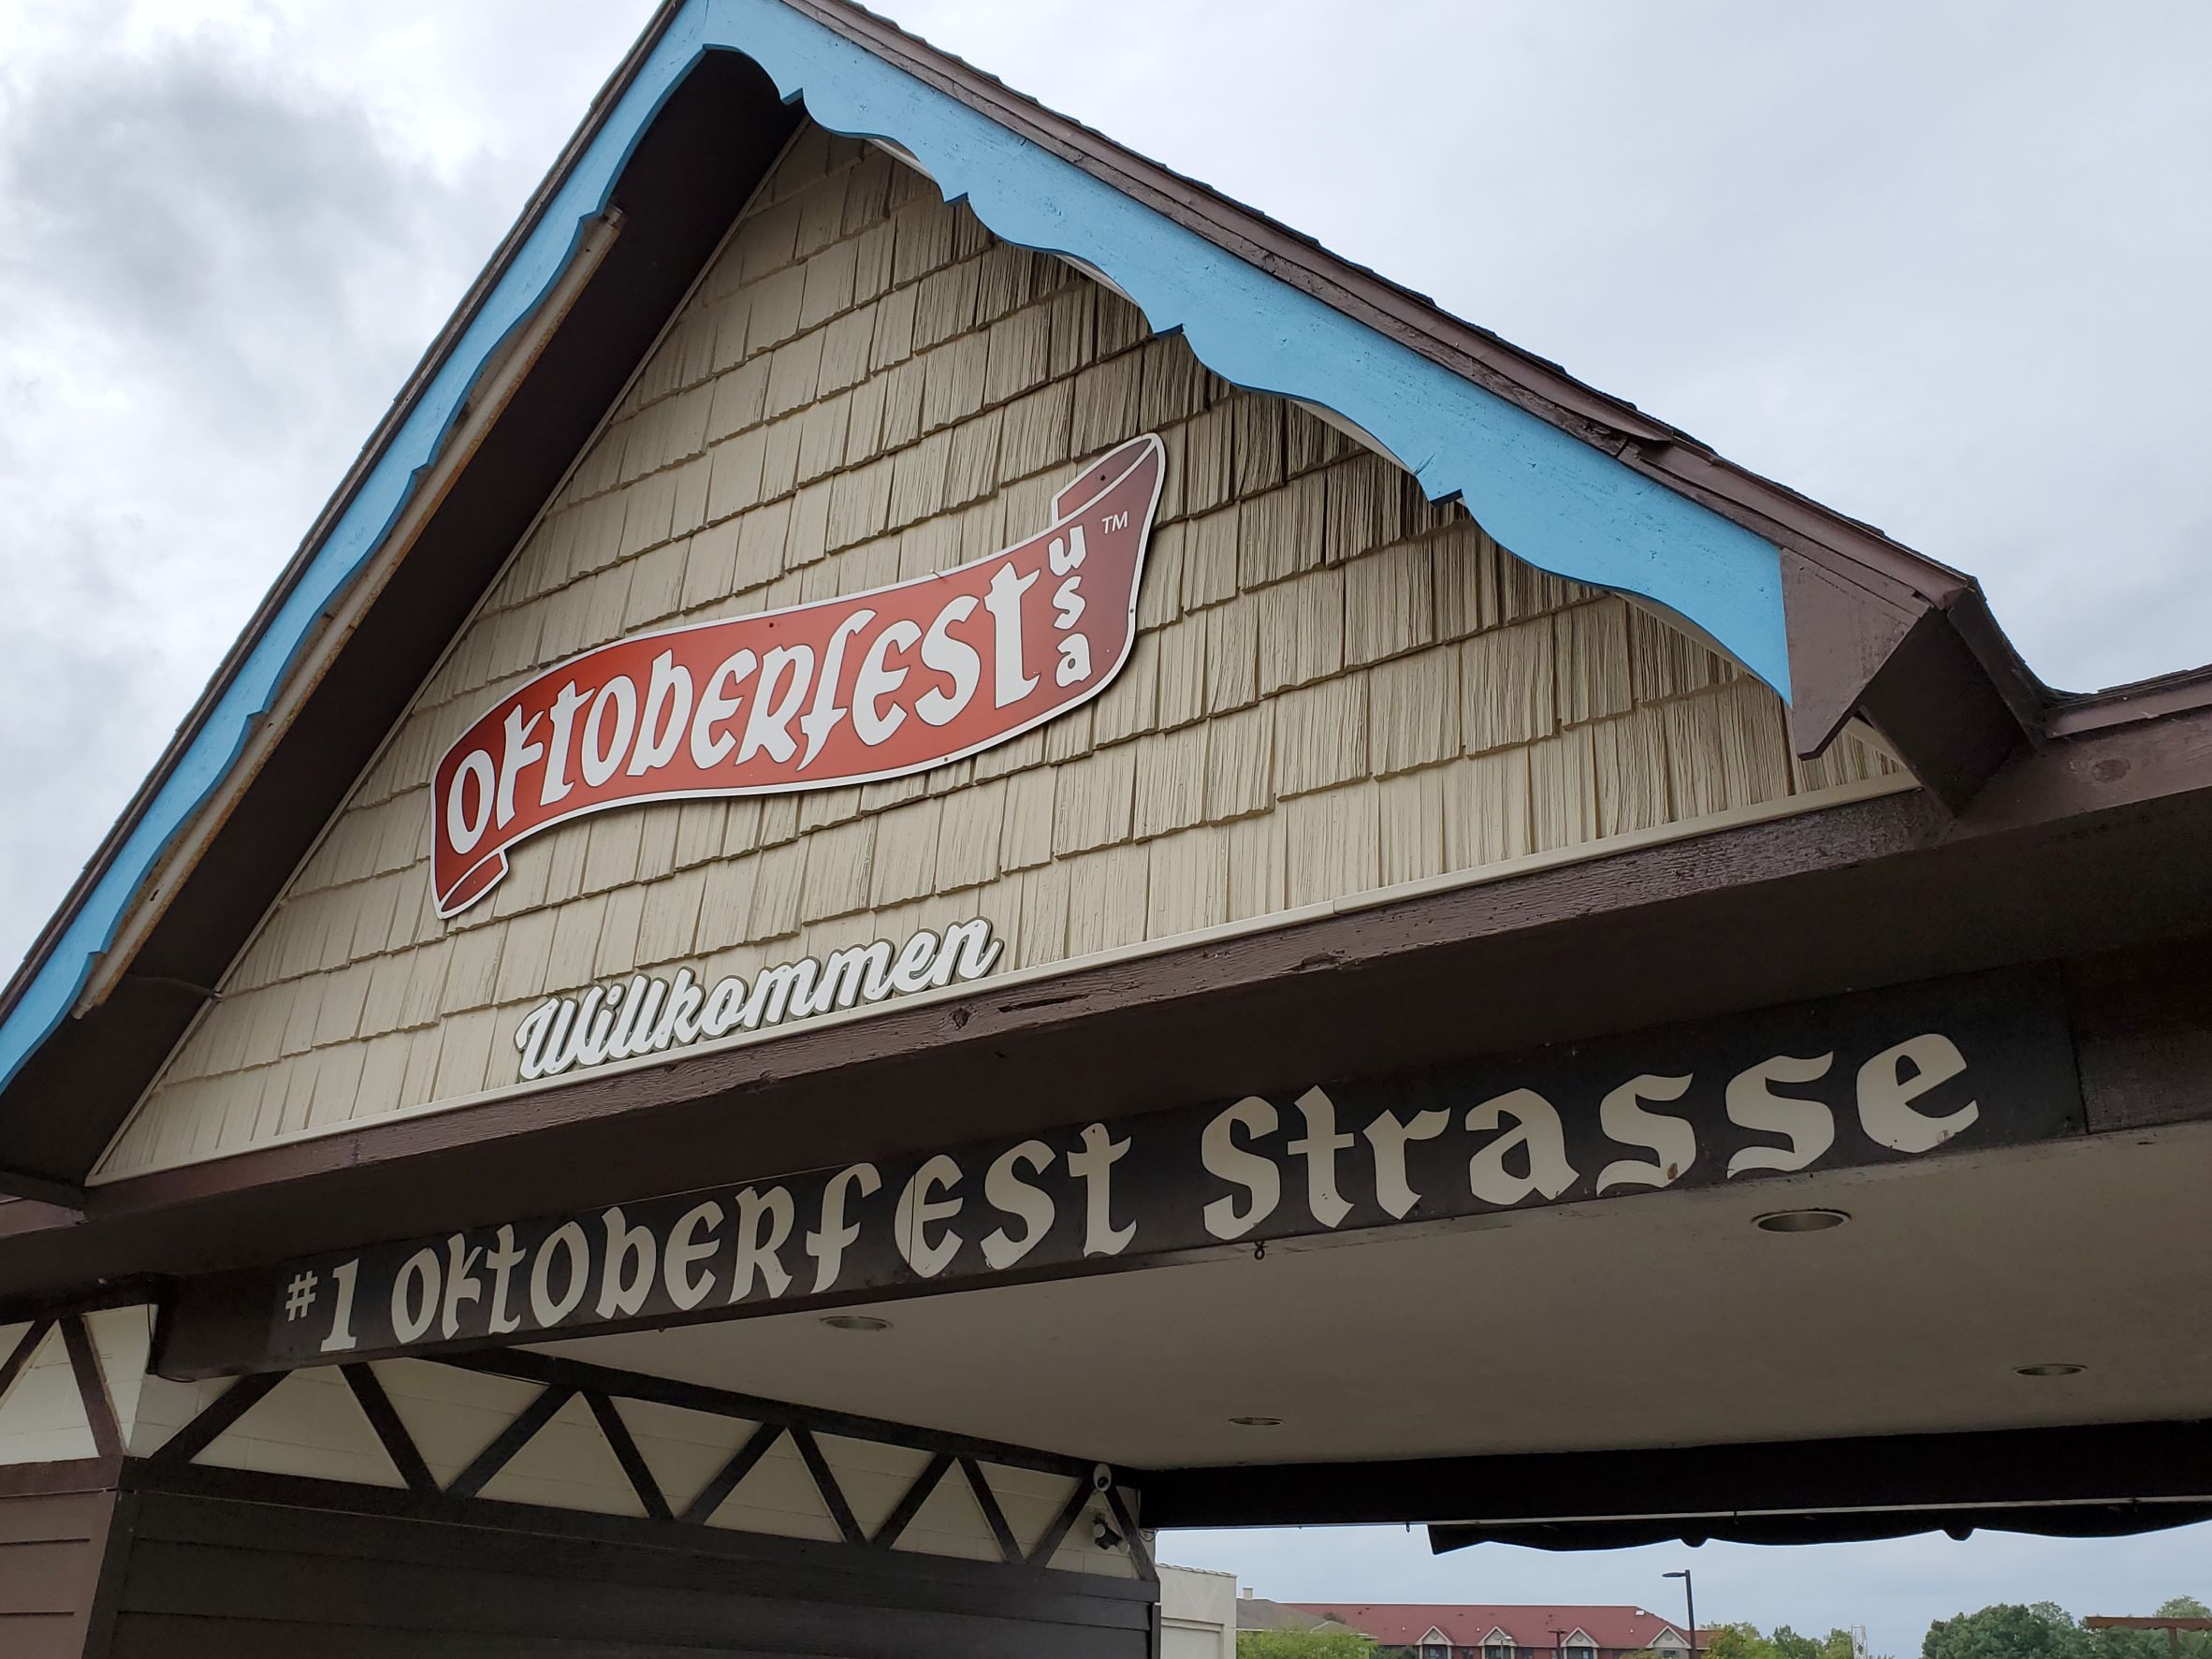 Oktoberfest usa ™
Willkommen
#1 Oktoberfest Strasse